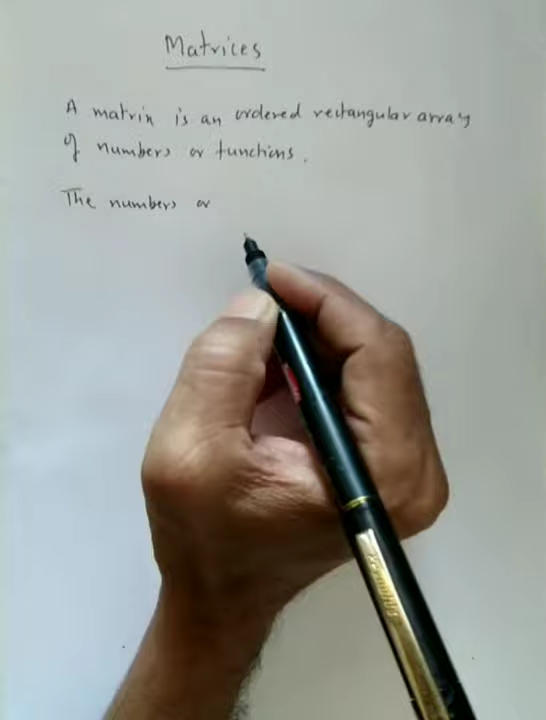 Matrices
A matrix is an ordered rectangular array
of numbers or functions.
The numbers or